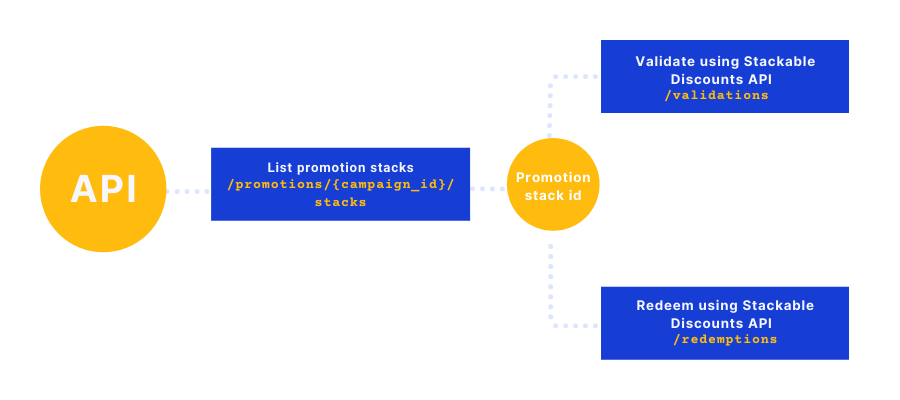 API
List promotion stacks
/promotions/{campaign_id}/
stacks
Promotion
stack id
Validate using Stackable
Discounts API
/validations
Redeem using Stackable
Discounts API
/redemptions